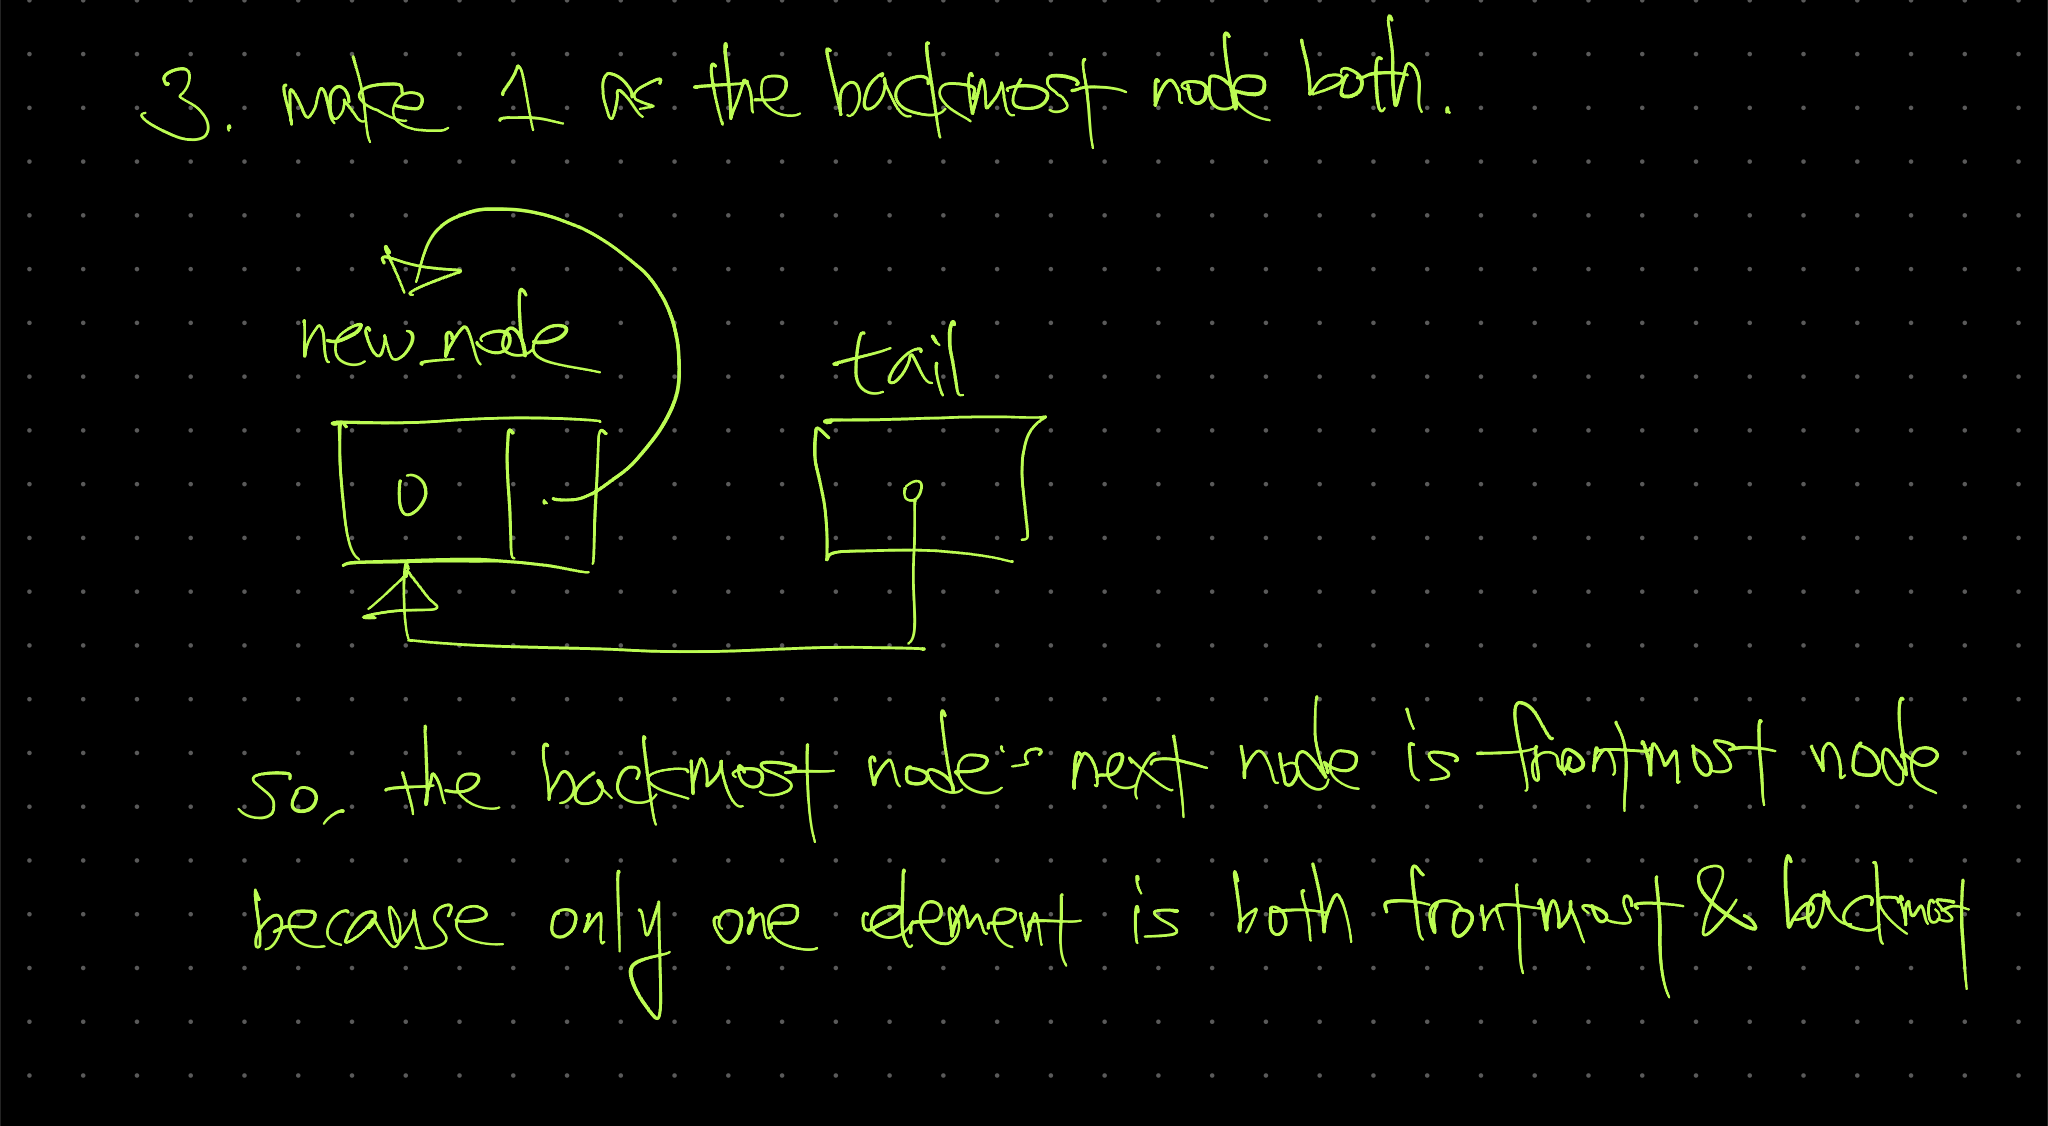 3. make 1 as the backmost node both.
new_node
tail
0
so, the backmost node's next node is frontmost node
because only one element is both frontmost & backmost